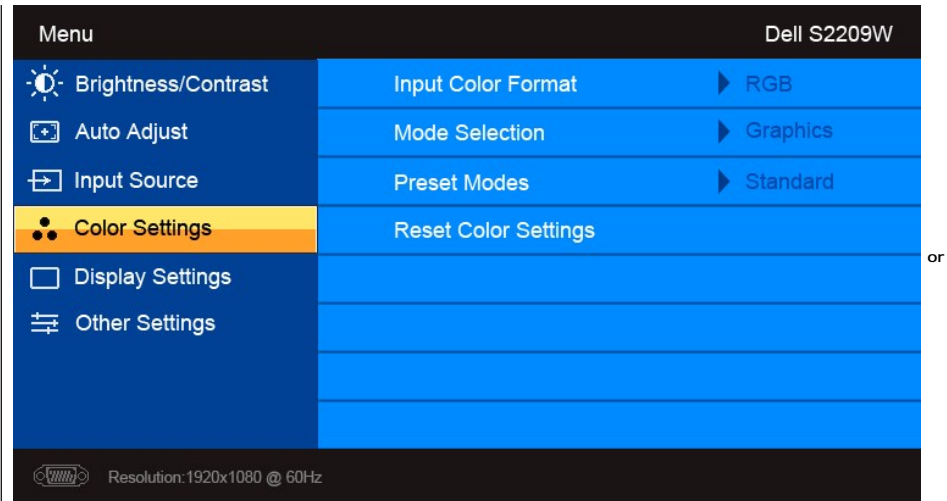 Menu Dell S2209W
Brightness/Contrast Input Color Format RGB
Auto Adjust Mode Selection Graphics
Input Source Preset Modes Standard
Color Settings Reset Color Settings
or
Display Settings
Other Settings
Resolution:1920x1080 @ 60Hz